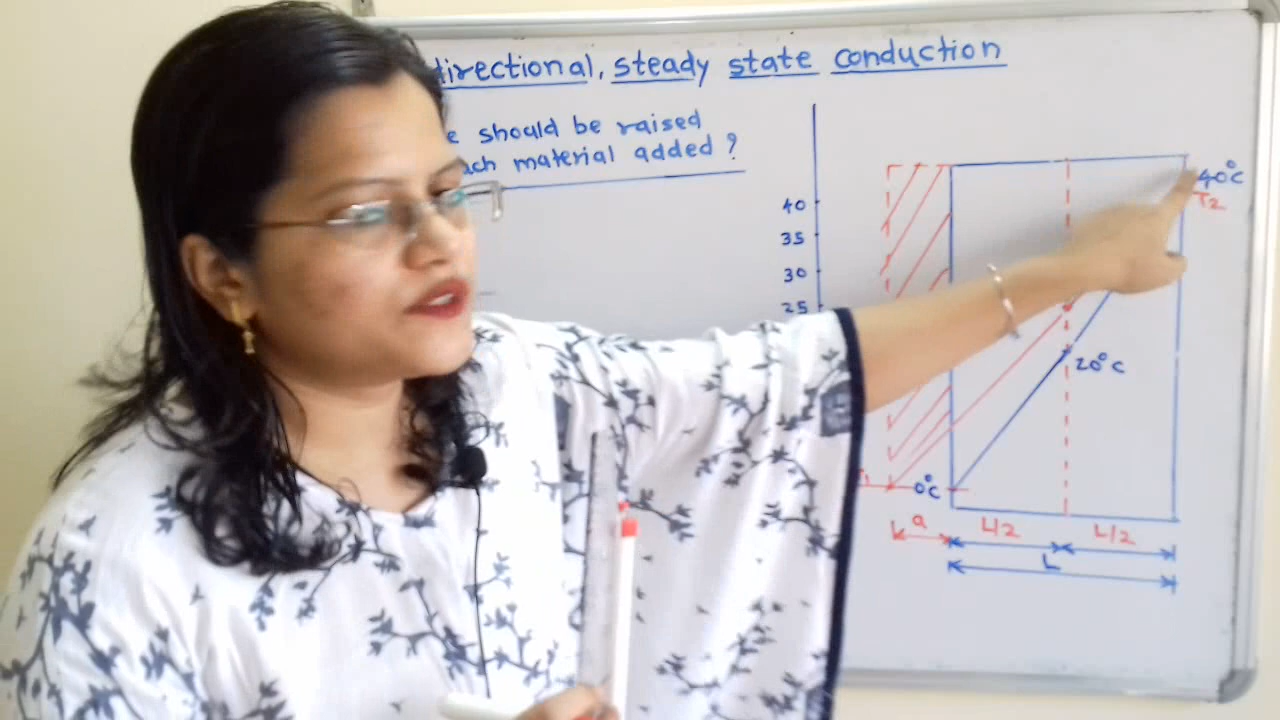 directional, steady state conduction
should be raised
material added ?
40
35
30
25
40°C
T2
20°C
0°C
a
L/2
L/2
L